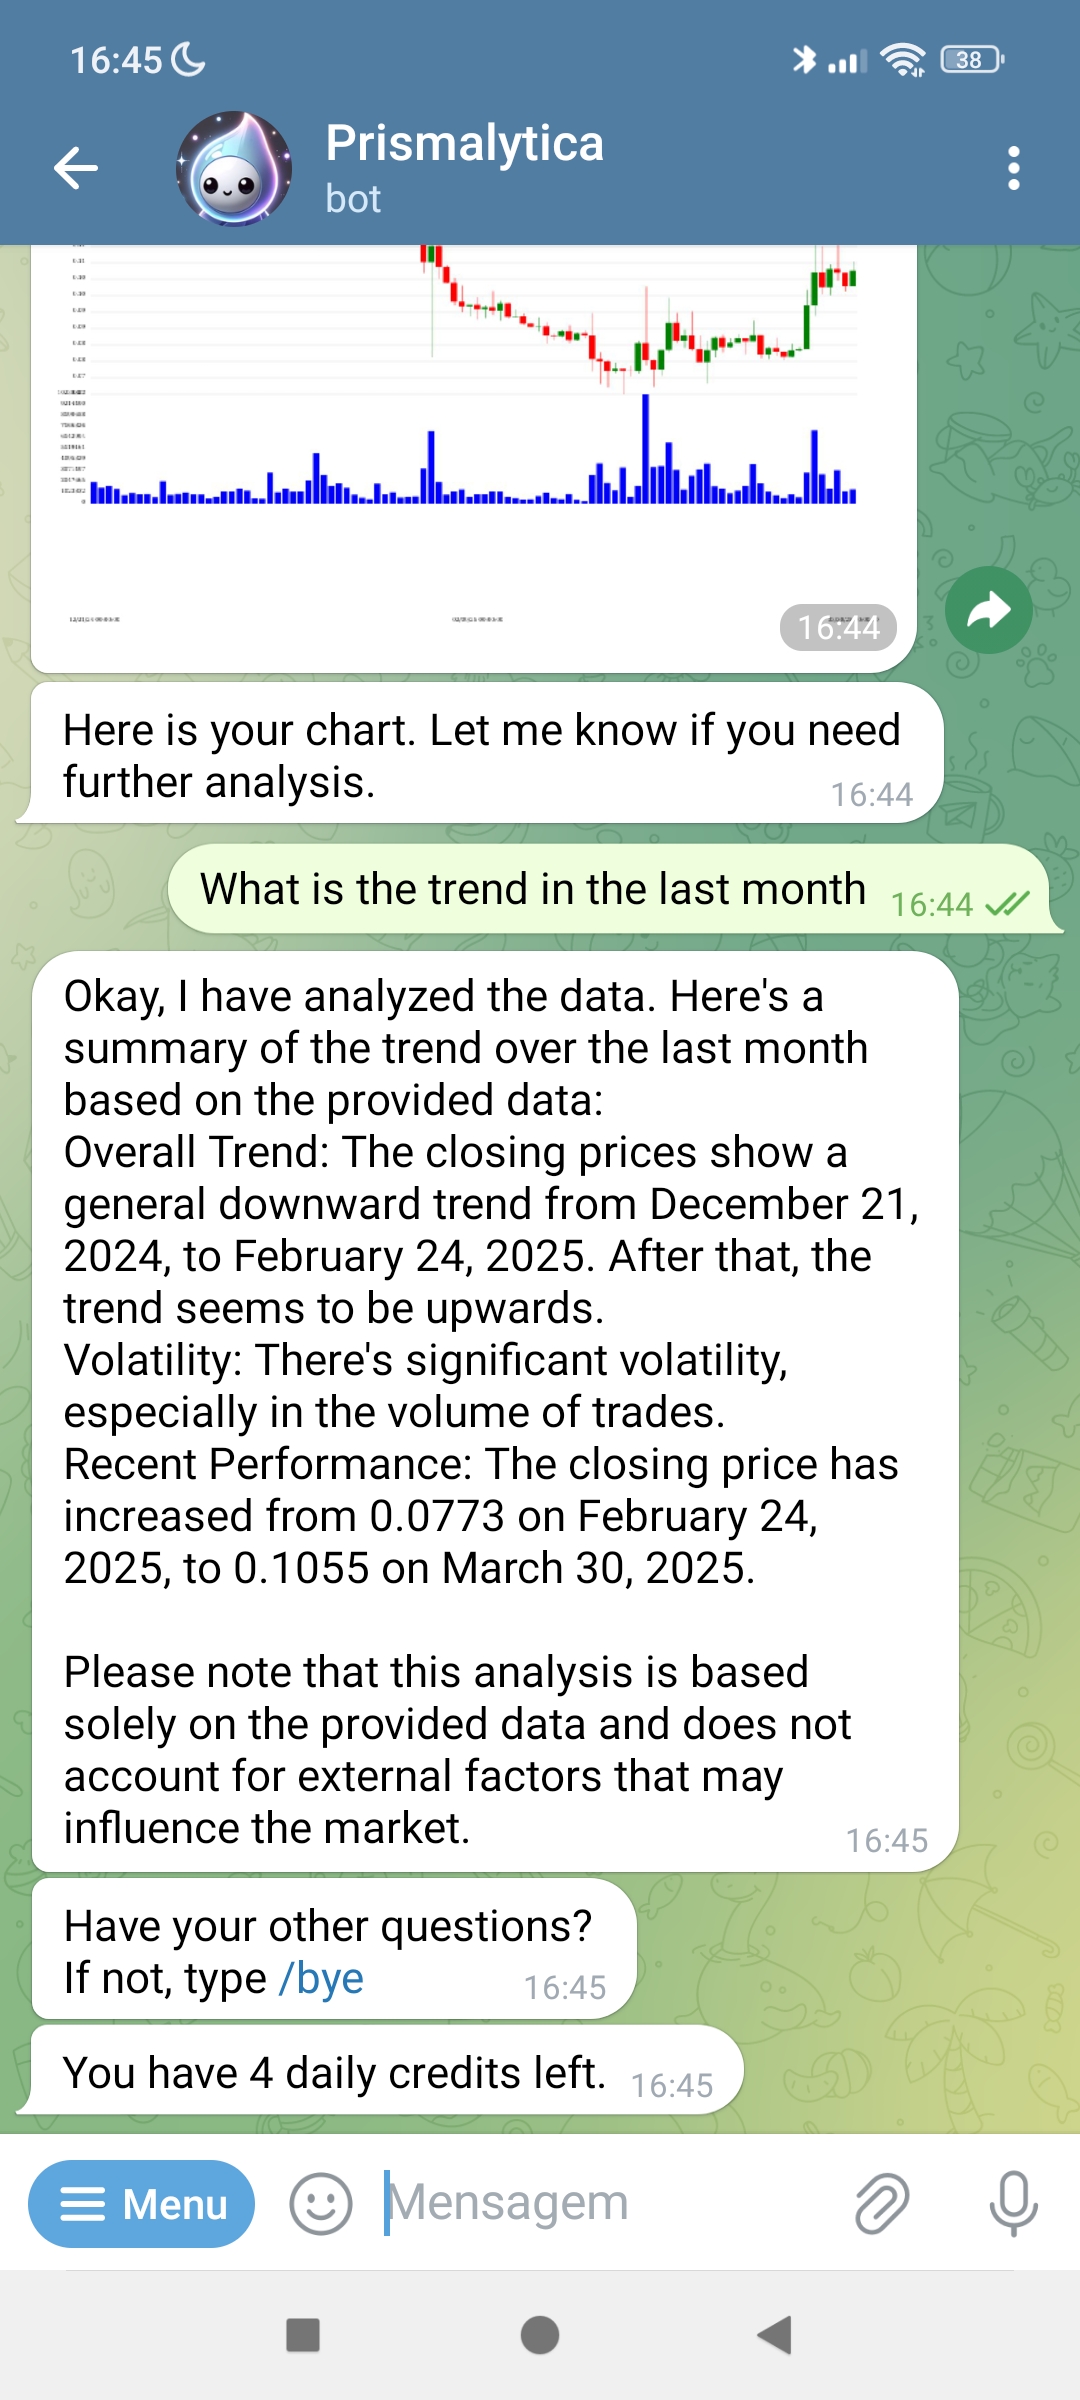 16:45
38
Prismalytica
bot
16:44
Here is your chart. Let me know if you need
further analysis.
16:44
What is the trend in the last month
16:44
Okay, I have analyzed the data. Here's a
summary of the trend over the last month
based on the provided data:
Overall Trend: The closing prices show a
general downward trend from December 21,
2024, to February 24, 2025. After that, the
trend seems to be upwards.
Volatility: There's significant volatility,
especially in the volume of trades.
Recent Performance: The closing price has
increased from 0.0773 on February 24,
2025, to 0.1055 on March 30, 2025.
Please note that this analysis is based
solely on the provided data and does not
account for external factors that may
influence the market.
16:45
Have your other questions?
If not, type /bye
16:45
You have 4 daily credits left.
16:45
Menu
Mensagem